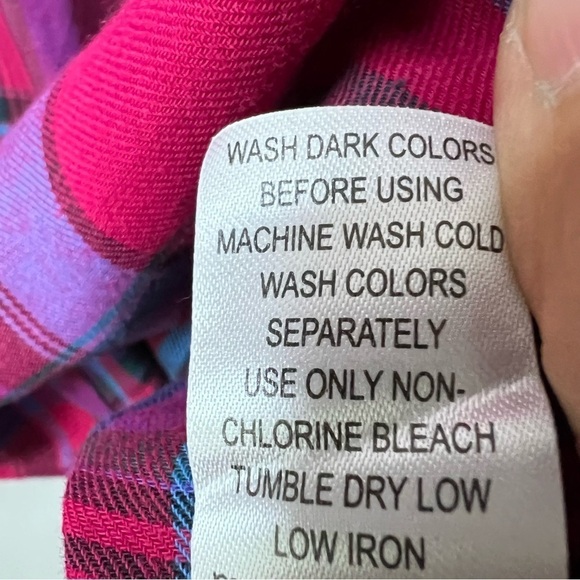 WASH DARK COLORS
BEFORE USING
MACHINE WASH COLD
WASH COLORS
SEPARATELY
USE ONLY NON-
CHLORINE BLEACH
TUMBLE DRY LOW
LOW IRON